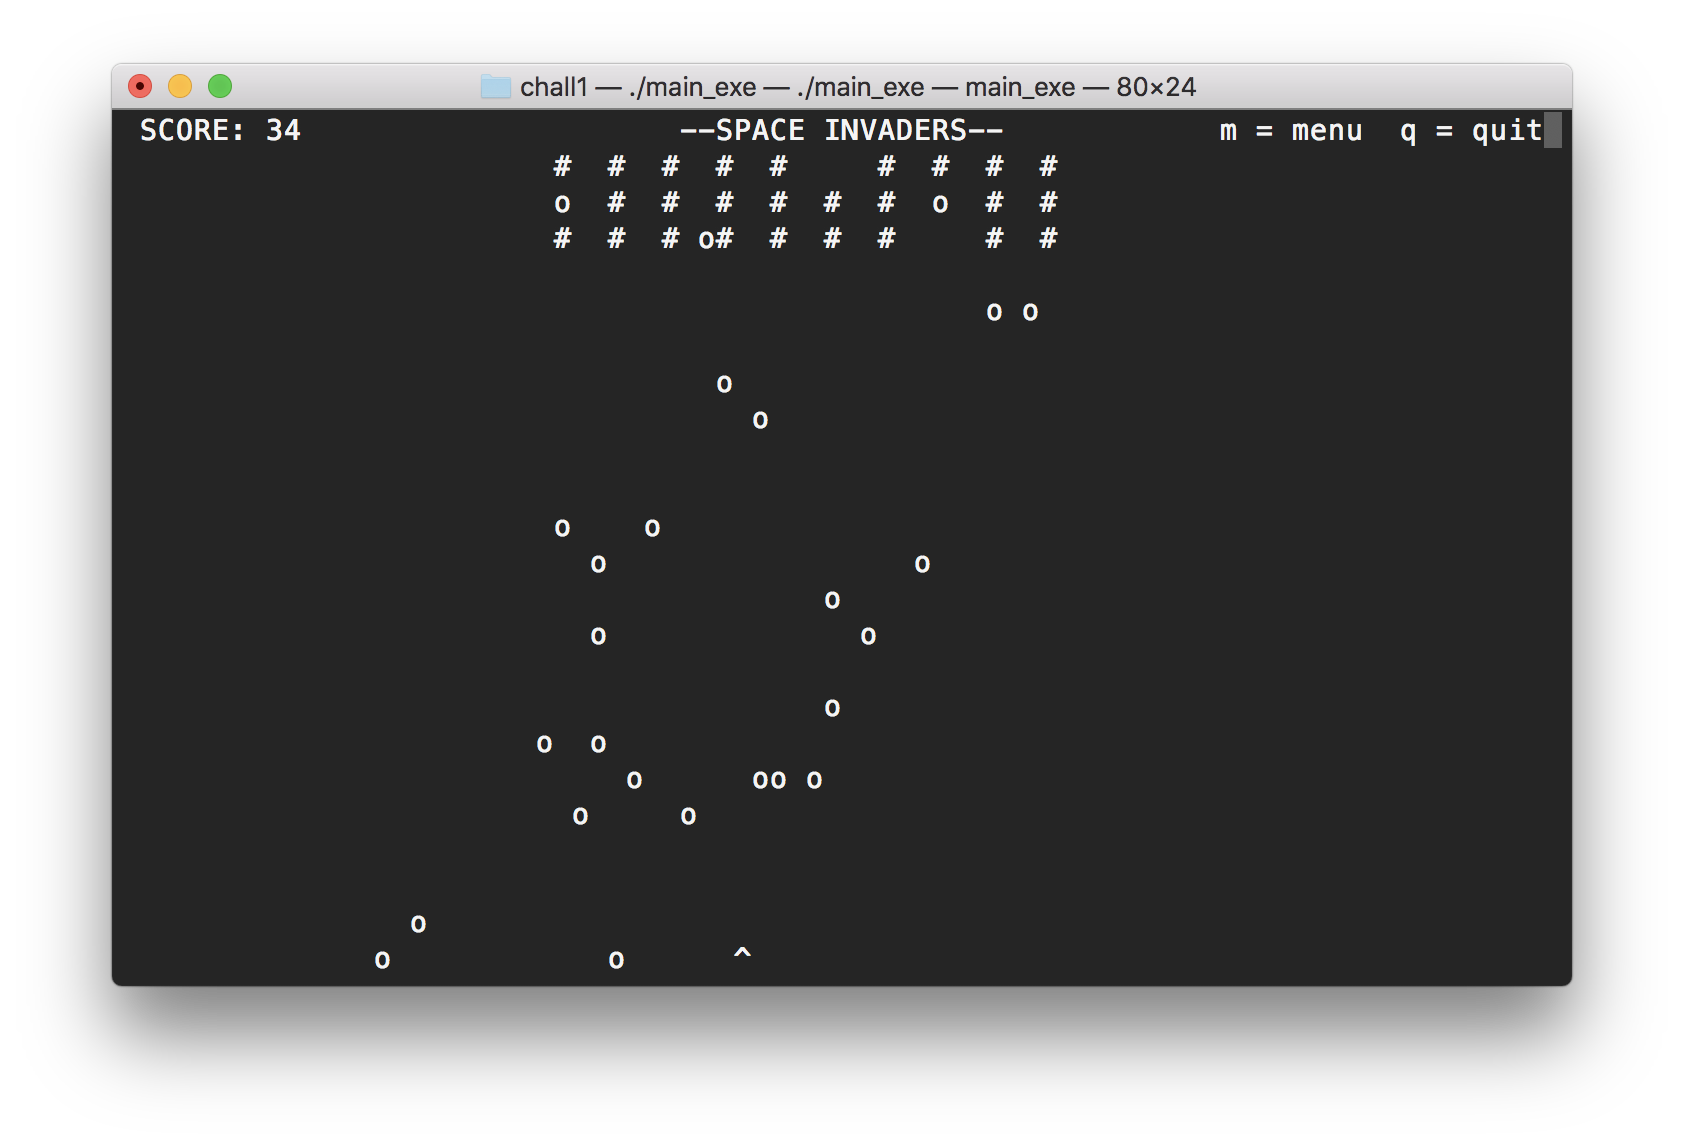 chall1 — ./main_exe — ./main_exe — main_exe — 80×24
SCORE: 34 --SPACE INVADERS-- m = menu q = quit
# # # # # # # # #
o # # # # # # o # #
# # # o# # # # # #
o o
o
o
o o
o o
o
o o
o
o o
o oo o
o o
o
o o ^